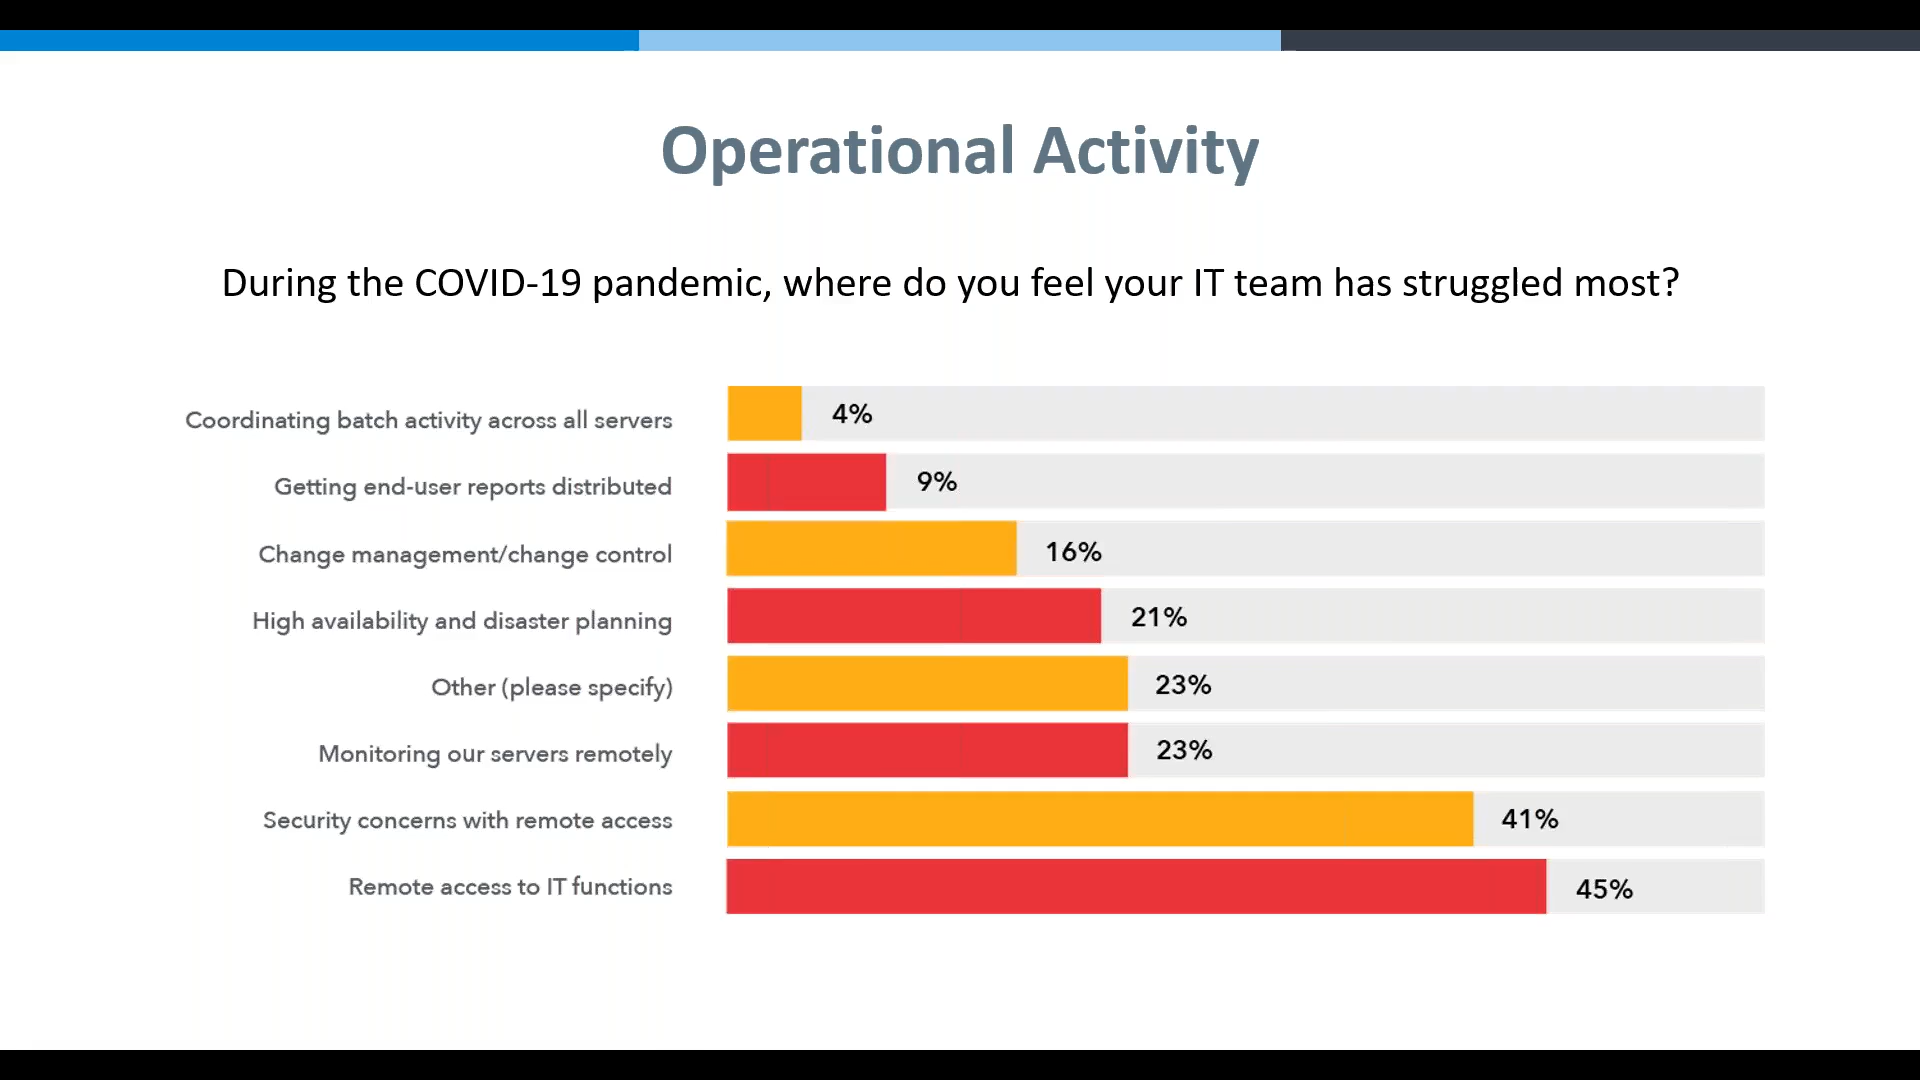 Operational Activity
During the COVID-19 pandemic, where do you feel your IT team has struggled most?
Coordinating batch activity across all servers 4%
Getting end-user reports distributed 9%
Change management/change control 16%
High availability and disaster planning 21%
Other (please specify) 23%
Monitoring our servers remotely 23%
Security concerns with remote access 41%
Remote access to IT functions 45%